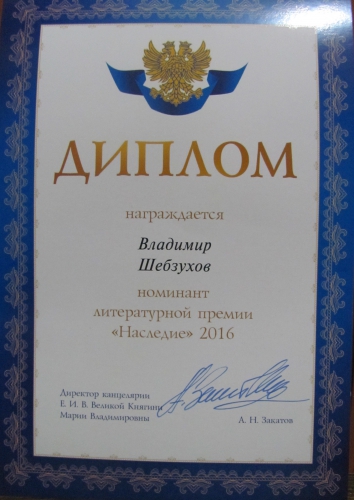 ДИПЛОМ
награждается
Владимир
Шебзухов
номинант
литературной премии
«Наследие» 2016
Директор канцелярии
Е. И. В. Великой Княгини
Марии Владимировны
А. Н. Закатов